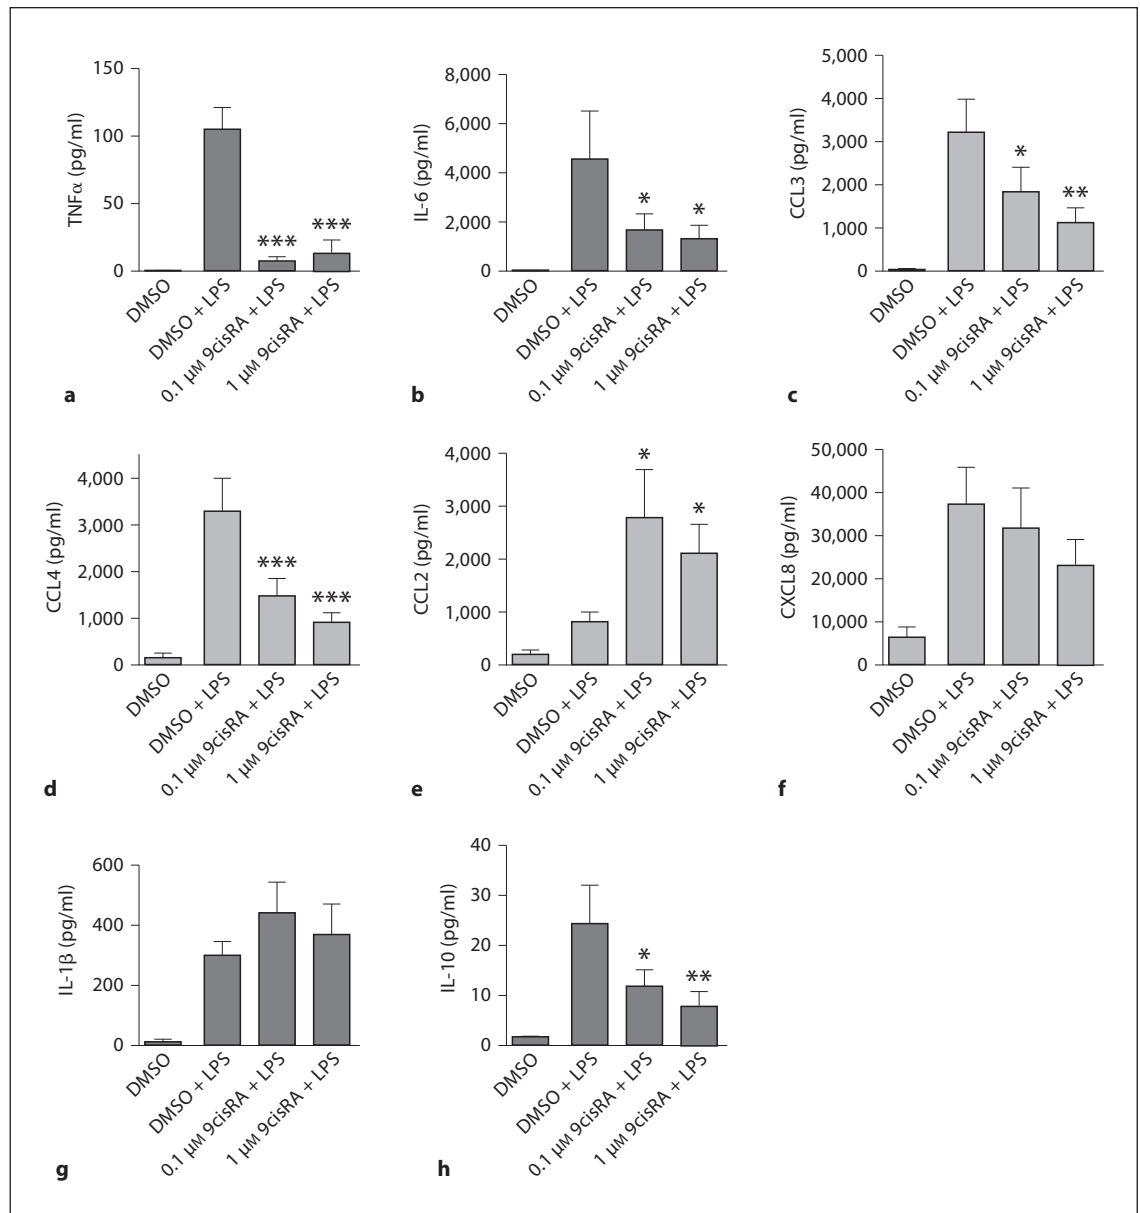 TNFα (pg/ml)
150
100
50
0
***
***
DMSO
DMSO + LPS
0.1 µM 9cisRA + LPS
1 µM 9cisRA + LPS
a
IL-6 (pg/ml)
8,000
6,000
4,000
2,000
0
*
*
DMSO
DMSO + LPS
0.1 µM 9cisRA + LPS
1 µM 9cisRA + LPS
b
CCL3 (pg/ml)
5,000
4,000
3,000
2,000
1,000
0
*
**
DMSO
DMSO + LPS
0.1 µM 9cisRA + LPS
1 µM 9cisRA + LPS
c
CCL4 (pg/ml)
4,000
3,000
2,000
1,000
0
***
***
DMSO
DMSO + LPS
0.1 µM 9cisRA + LPS
1 µM 9cisRA + LPS
d
CCL2 (pg/ml)
4,000
3,000
2,000
1,000
0
*
*
DMSO
DMSO + LPS
0.1 µM 9cisRA + LPS
1 µM 9cisRA + LPS
e
CXCL8 (pg/ml)
50,000
40,000
30,000
20,000
10,000
0
DMSO
DMSO + LPS
0.1 µM 9cisRA + LPS
1 µM 9cisRA + LPS
f
IL-1β (pg/ml)
600
400
200
0
DMSO
DMSO + LPS
0.1 µM 9cisRA + LPS
1 µM 9cisRA + LPS
g
IL-10 (pg/ml)
40
30
20
10
0
*
**
DMSO
DMSO + LPS
0.1 µM 9cisRA + LPS
1 µM 9cisRA + LPS
h